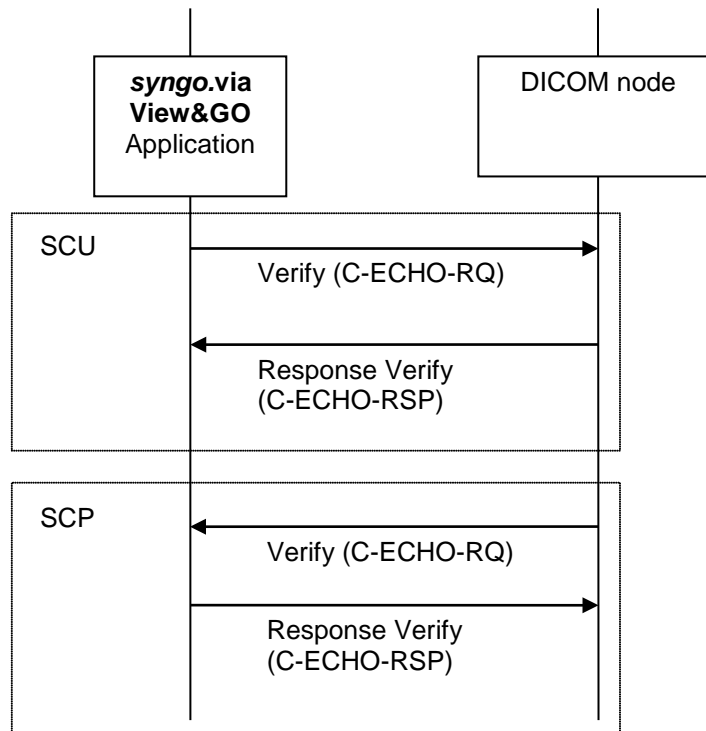 syngo.via
View&GO
Application
DICOM node
SCU
Verify (C-ECHO-RQ)
Response Verify
(C-ECHO-RSP)
SCP
Verify (C-ECHO-RQ)
Response Verify
(C-ECHO-RSP)